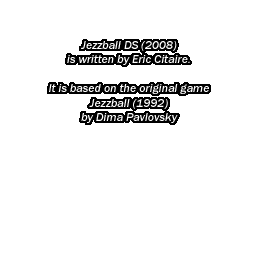 Jezzball DS (2008)
is written by Eric Citaire.
It is based on the original game
Jezzball (1992)
by Dima Pavlovsky